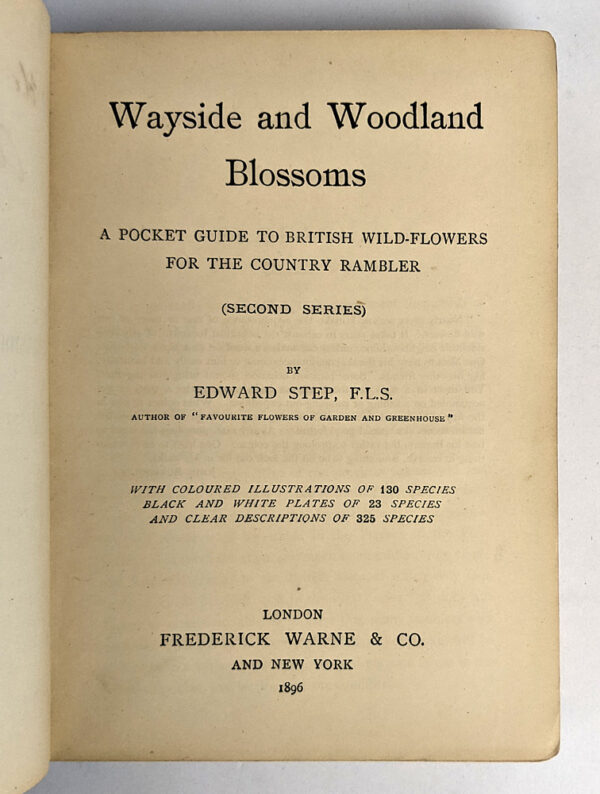 Wayside and Woodland
Blossoms
A POCKET GUIDE TO BRITISH WILD-FLOWERS
FOR THE COUNTRY RAMBLER
(SECOND SERIES)
BY
EDWARD STEP, F.L.S.
AUTHOR OF "FAVOURITE FLOWERS OF GARDEN AND GREENHOUSE"
WITH COLOURED ILLUSTRATIONS OF 130 SPECIES
BLACK AND WHITE PLATES OF 23 SPECIES
AND CLEAR DESCRIPTIONS OF 325 SPECIES
LONDON
FREDERICK WARNE & CO.
AND NEW YORK
1896